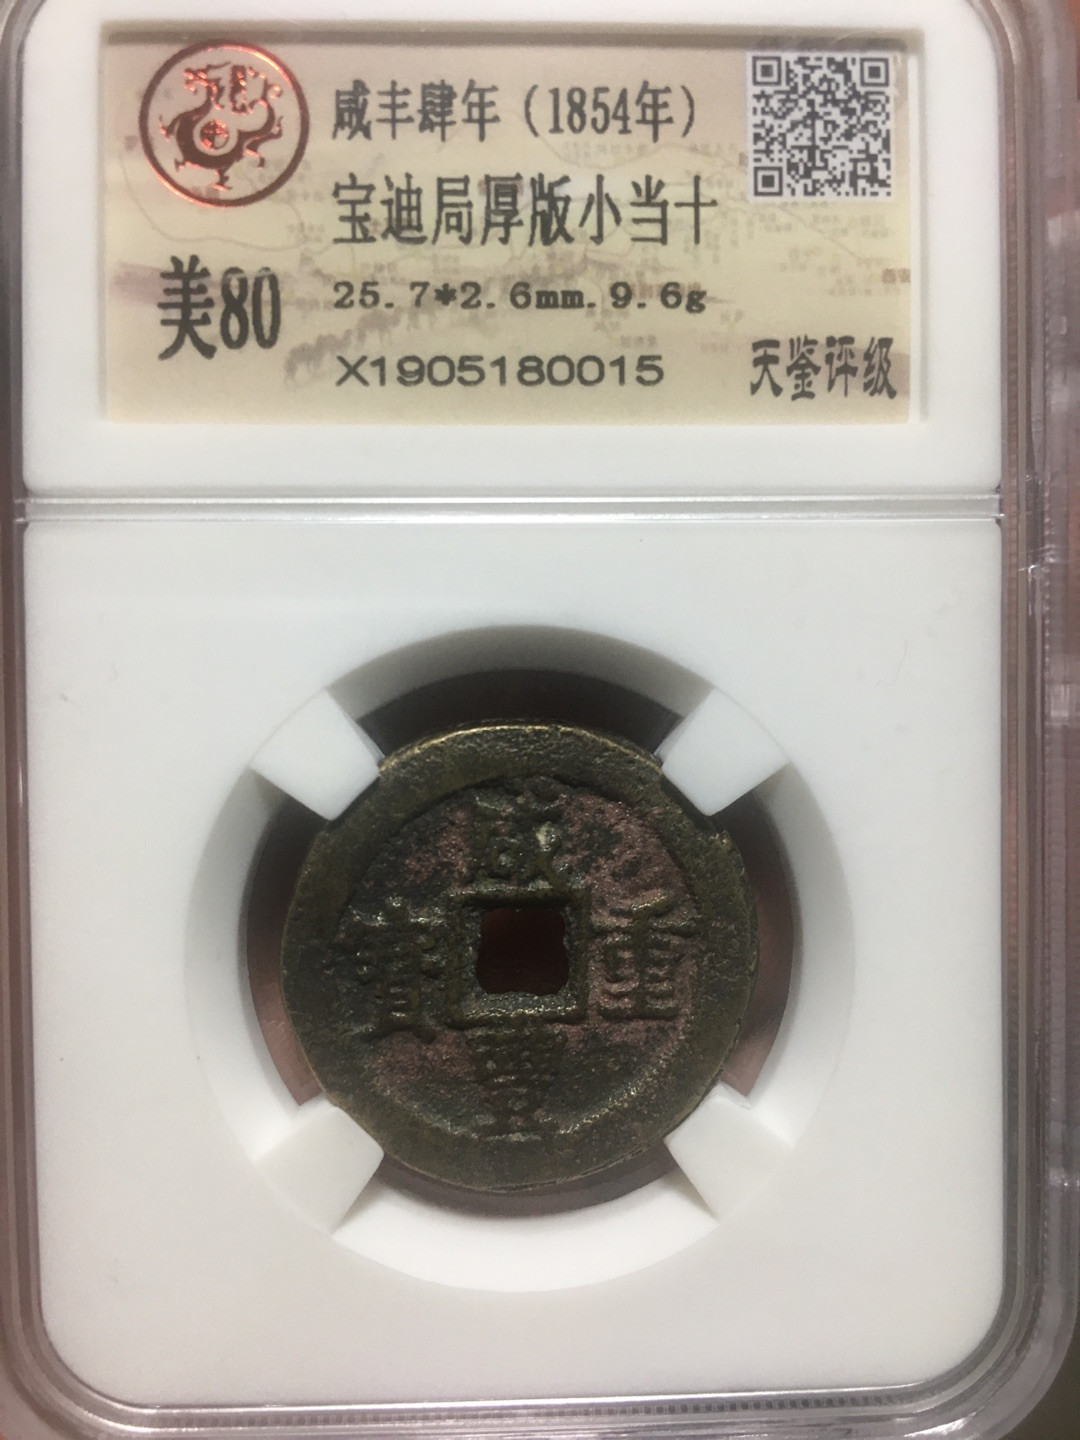 咸丰肆年（1854年）
宝迪局厚版小当十
美80
25.7*2.6mm.9.6g
X1905180015
天鉴评级
咸
豐
重
寶